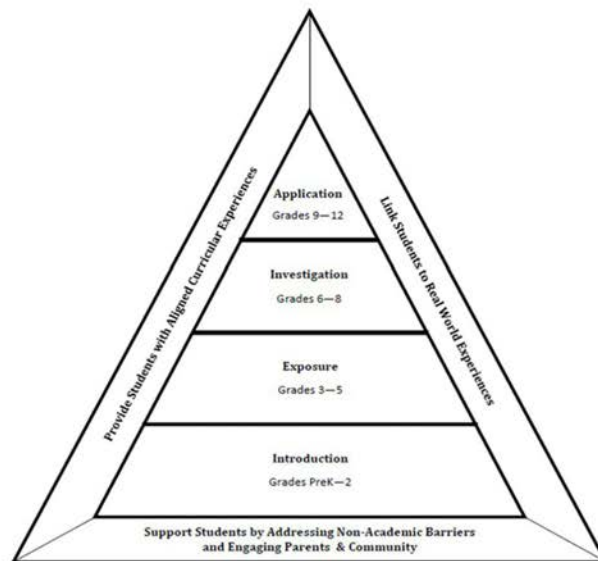 Application
Grades 9—12
Investigation
Grades 6—8
Exposure
Grades 3—5
Introduction
Grades PreK—2
Provide Students with Aligned Curricular Experiences
Link Students to Real World Experiences
Support Students by Addressing Non-Academic Barriers
and Engaging Parents & Community